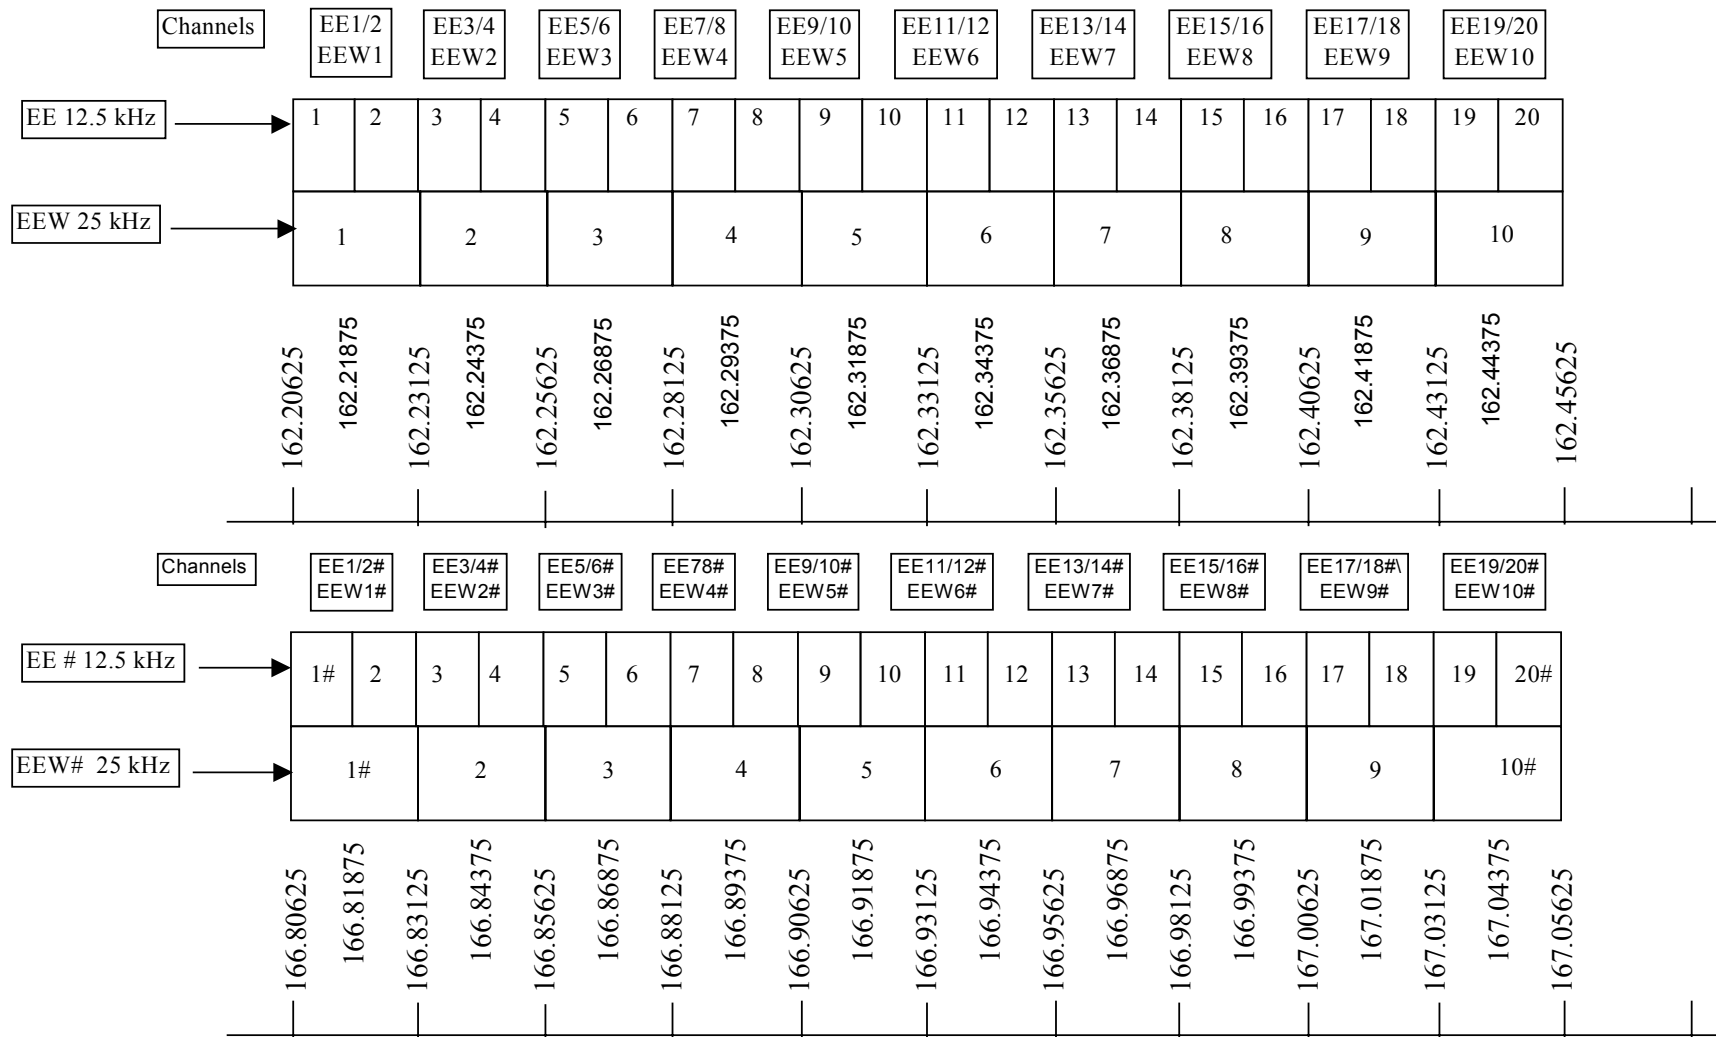 Channels
EE1/2
EEW1
EE3/4
EEW2
EE5/6
EEW3
EE7/8
EEW4
EE9/10
EEW5
EE11/12
EEW6
EE13/14
EEW7
EE15/16
EEW8
EE17/18
EEW9
EE19/20
EEW10
EE 12.5 kHz
1 2 3 4 5 6 7 8 9 10 11 12 13 14 15 16 17 18 19 20
EEW 25 kHz
1 2 3 4 5 6 7 8 9 10
162.20625
162.21875
162.23125
162.24375
162.25625
162.26875
162.28125
162.29375
162.30625
162.31875
162.33125
162.34375
162.35625
162.36875
162.38125
162.39375
162.40625
162.41875
162.43125
162.44375
162.45625
Channels
EE1/2#
EEW1#
EE3/4#
EEW2#
EE5/6#
EEW3#
EE78#
EEW4#
EE9/10#
EEW5#
EE11/12#
EEW6#
EE13/14#
EEW7#
EE15/16#
EEW8#
EE17/18#\
EEW9#
EE19/20#
EEW10#
EE # 12.5 kHz
1# 2 3 4 5 6 7 8 9 10 11 12 13 14 15 16 17 18 19 20#
EEW# 25 kHz
1# 2 3 4 5 6 7 8 9 10#
166.80625
166.81875
166.83125
166.84375
166.85625
166.86875
166.88125
166.89375
166.90625
166.91875
166.93125
166.94375
166.95625
166.96875
166.98125
166.99375
167.00625
167.01875
167.03125
167.04375
167.05625